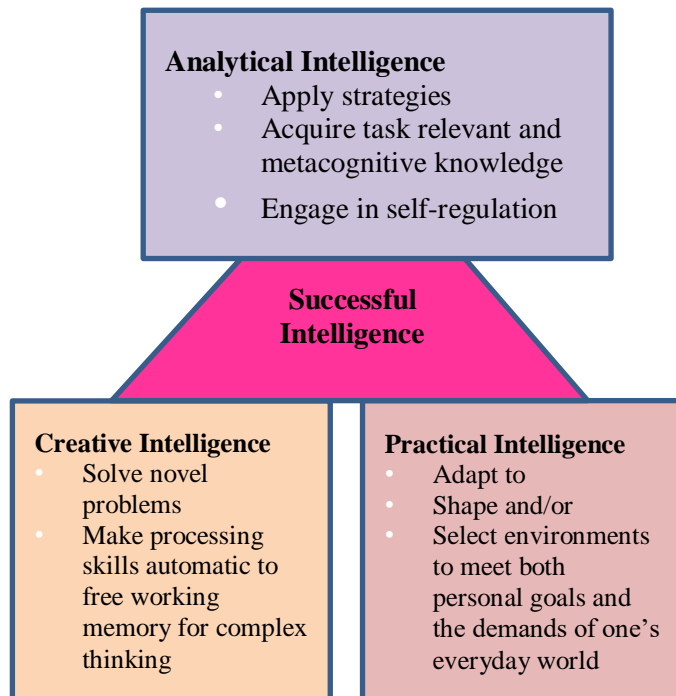 Analytical Intelligence
• Apply strategies
• Acquire task relevant and
metacognitive knowledge
• Engage in self-regulation
Successful
Intelligence
Creative Intelligence
• Solve novel
problems
• Make processing
skills automatic to
free working
memory for complex
thinking
Practical Intelligence
• Adapt to
• Shape and/or
• Select environments
to meet both
personal goals and
the demands of one’s
everyday world